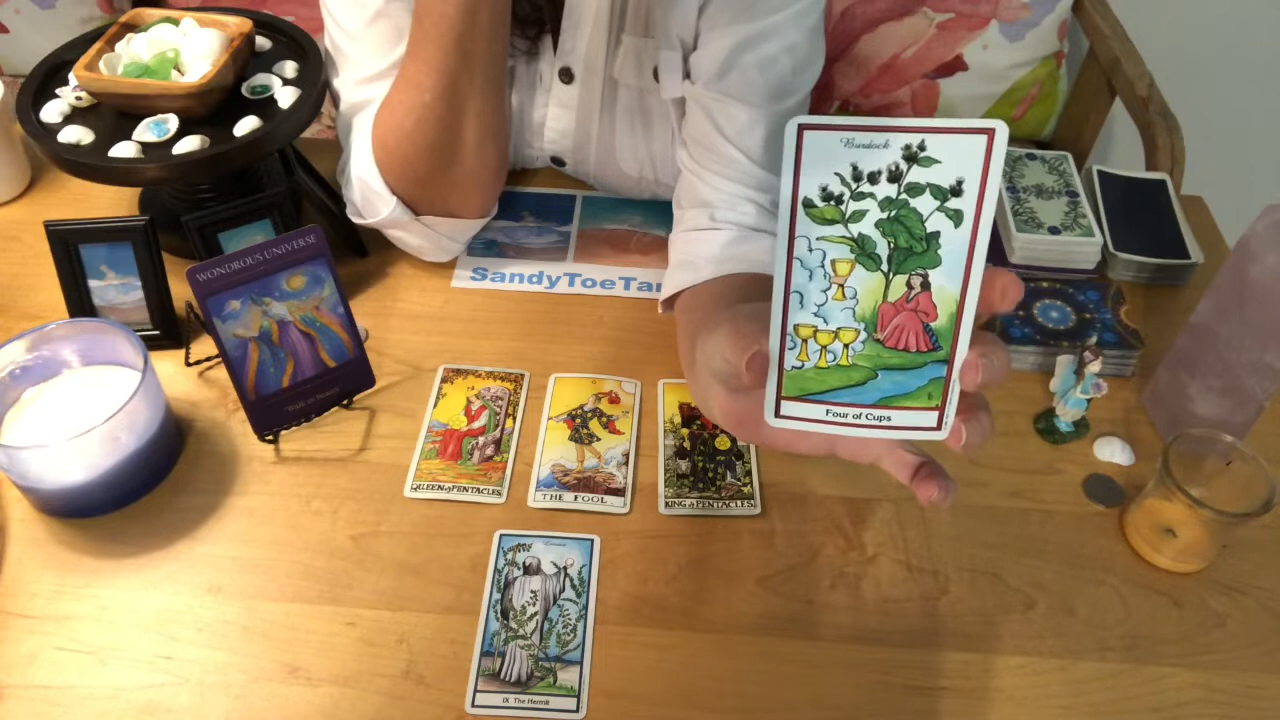 Burdock
Four of Cups
WONDROUS UNIVERSE
SandyToeTar
QUEEN of PENTACLES
THE FOOL.
KING of PENTACLES
IX The Hermit